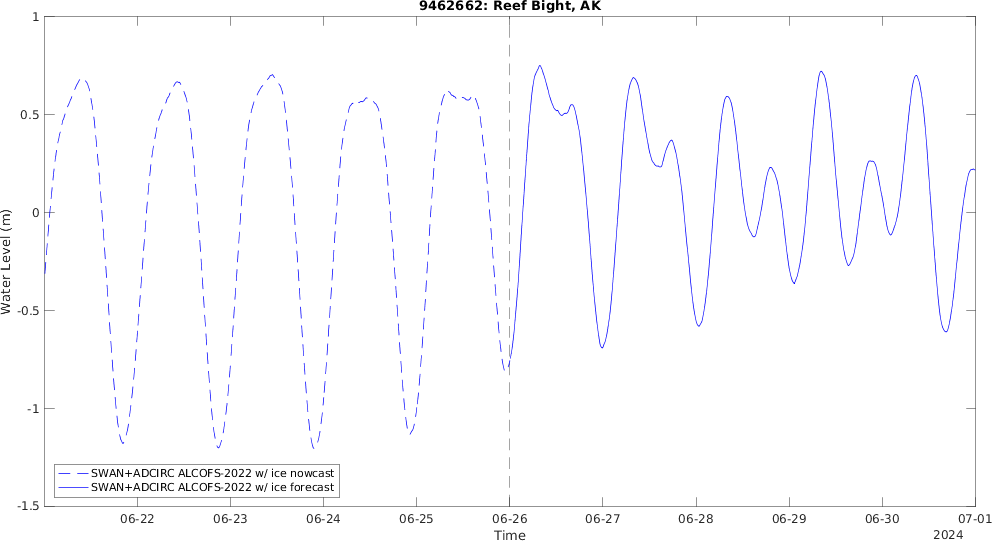 9462662: Reef Bight, AK
1
0.5
0
-0.5
-1
-1.5
Water Level (m)
SWAN+ADCIRC ALCOFS-2022 w/ ice nowcast
SWAN+ADCIRC ALCOFS-2022 w/ ice forecast
06-22 06-23 06-24 06-25 06-26 06-27 06-28 06-29 06-30 07-01
Time
2024